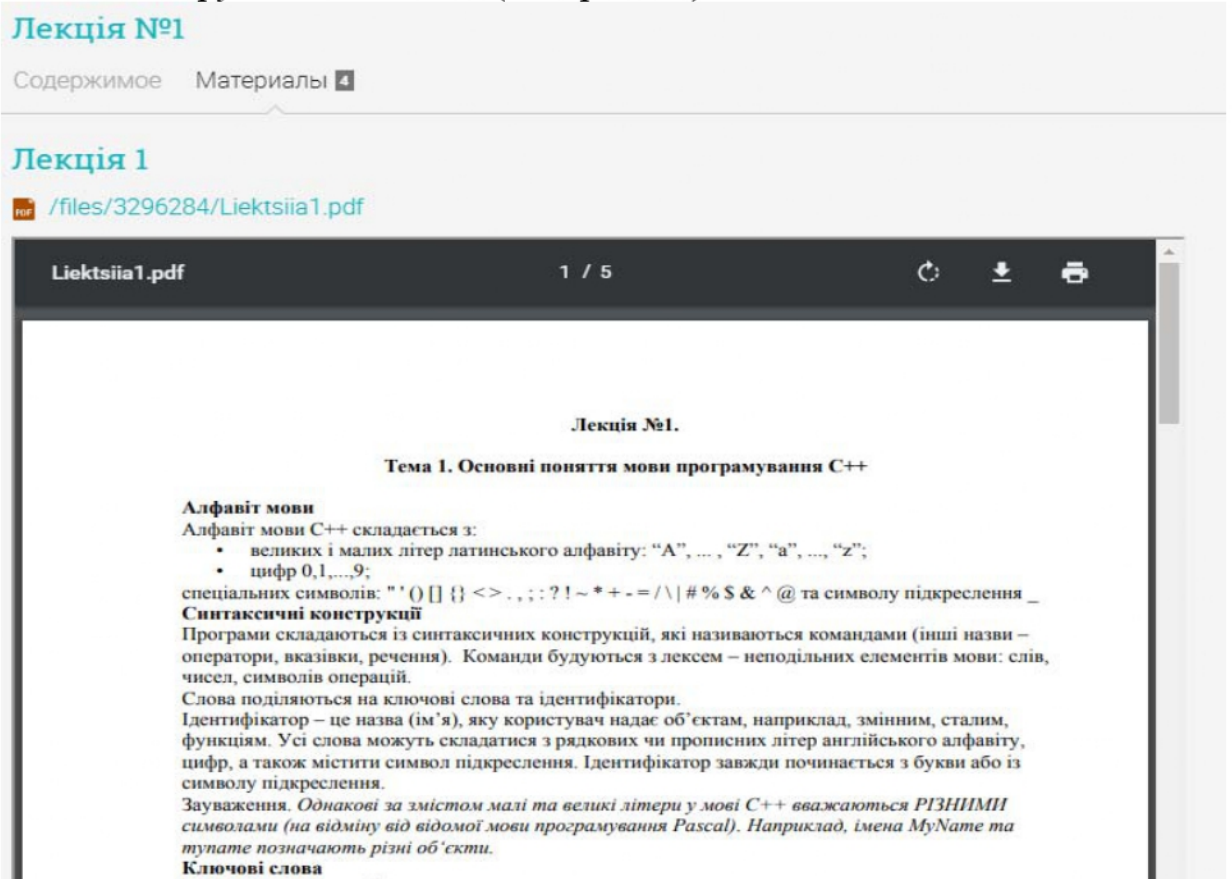 Лекція №1
Содержимое Материалы 4
Лекція 1
PDF /files/3296284/Liektsiia1.pdf
Liektsiia1.pdf 1 / 5
Лекція №1.
Тема 1. Основні поняття мови програмування C++
Алфавіт мови
Алфавіт мови C++ складається з:
• великих і малих літер латинського алфавіту: “A”, ... , “Z”, “a”, ..., “z”;
• цифр 0,1,...,9;
спеціальних символів: " ' () [] {} < > . , ; : ? ! ~ * + - = / \ | # % $ & ^ @ та символу підкреслення _
Синтаксичні конструкції
Програми складаються із синтаксичних конструкцій, які називаються командами (інші назви –
оператори, вказівки, речення). Команди будуються з лексем – неподільних елементів мови: слів,
чисел, символів операцій.
Слова поділяються на ключові слова та ідентифікатори.
Ідентифікатор – це назва (ім’я), яку користувач надає об’єктам, наприклад, змінним, сталим,
функціям. Усі слова можуть складатися з рядкових чи прописних літер англійського алфавіту,
цифр, а також містити символ підкреслення. Ідентифікатор завжди починається з букви або із
символу підкреслення.
Зауваження. Однакові за змістом малі та великі літери у мові C++ вважаються РІЗНИМИ
символами (на відміну від відомої мови програмування Pascal). Наприклад, імена MyName та
тупате позначають різні об‘єкти.
Ключові слова